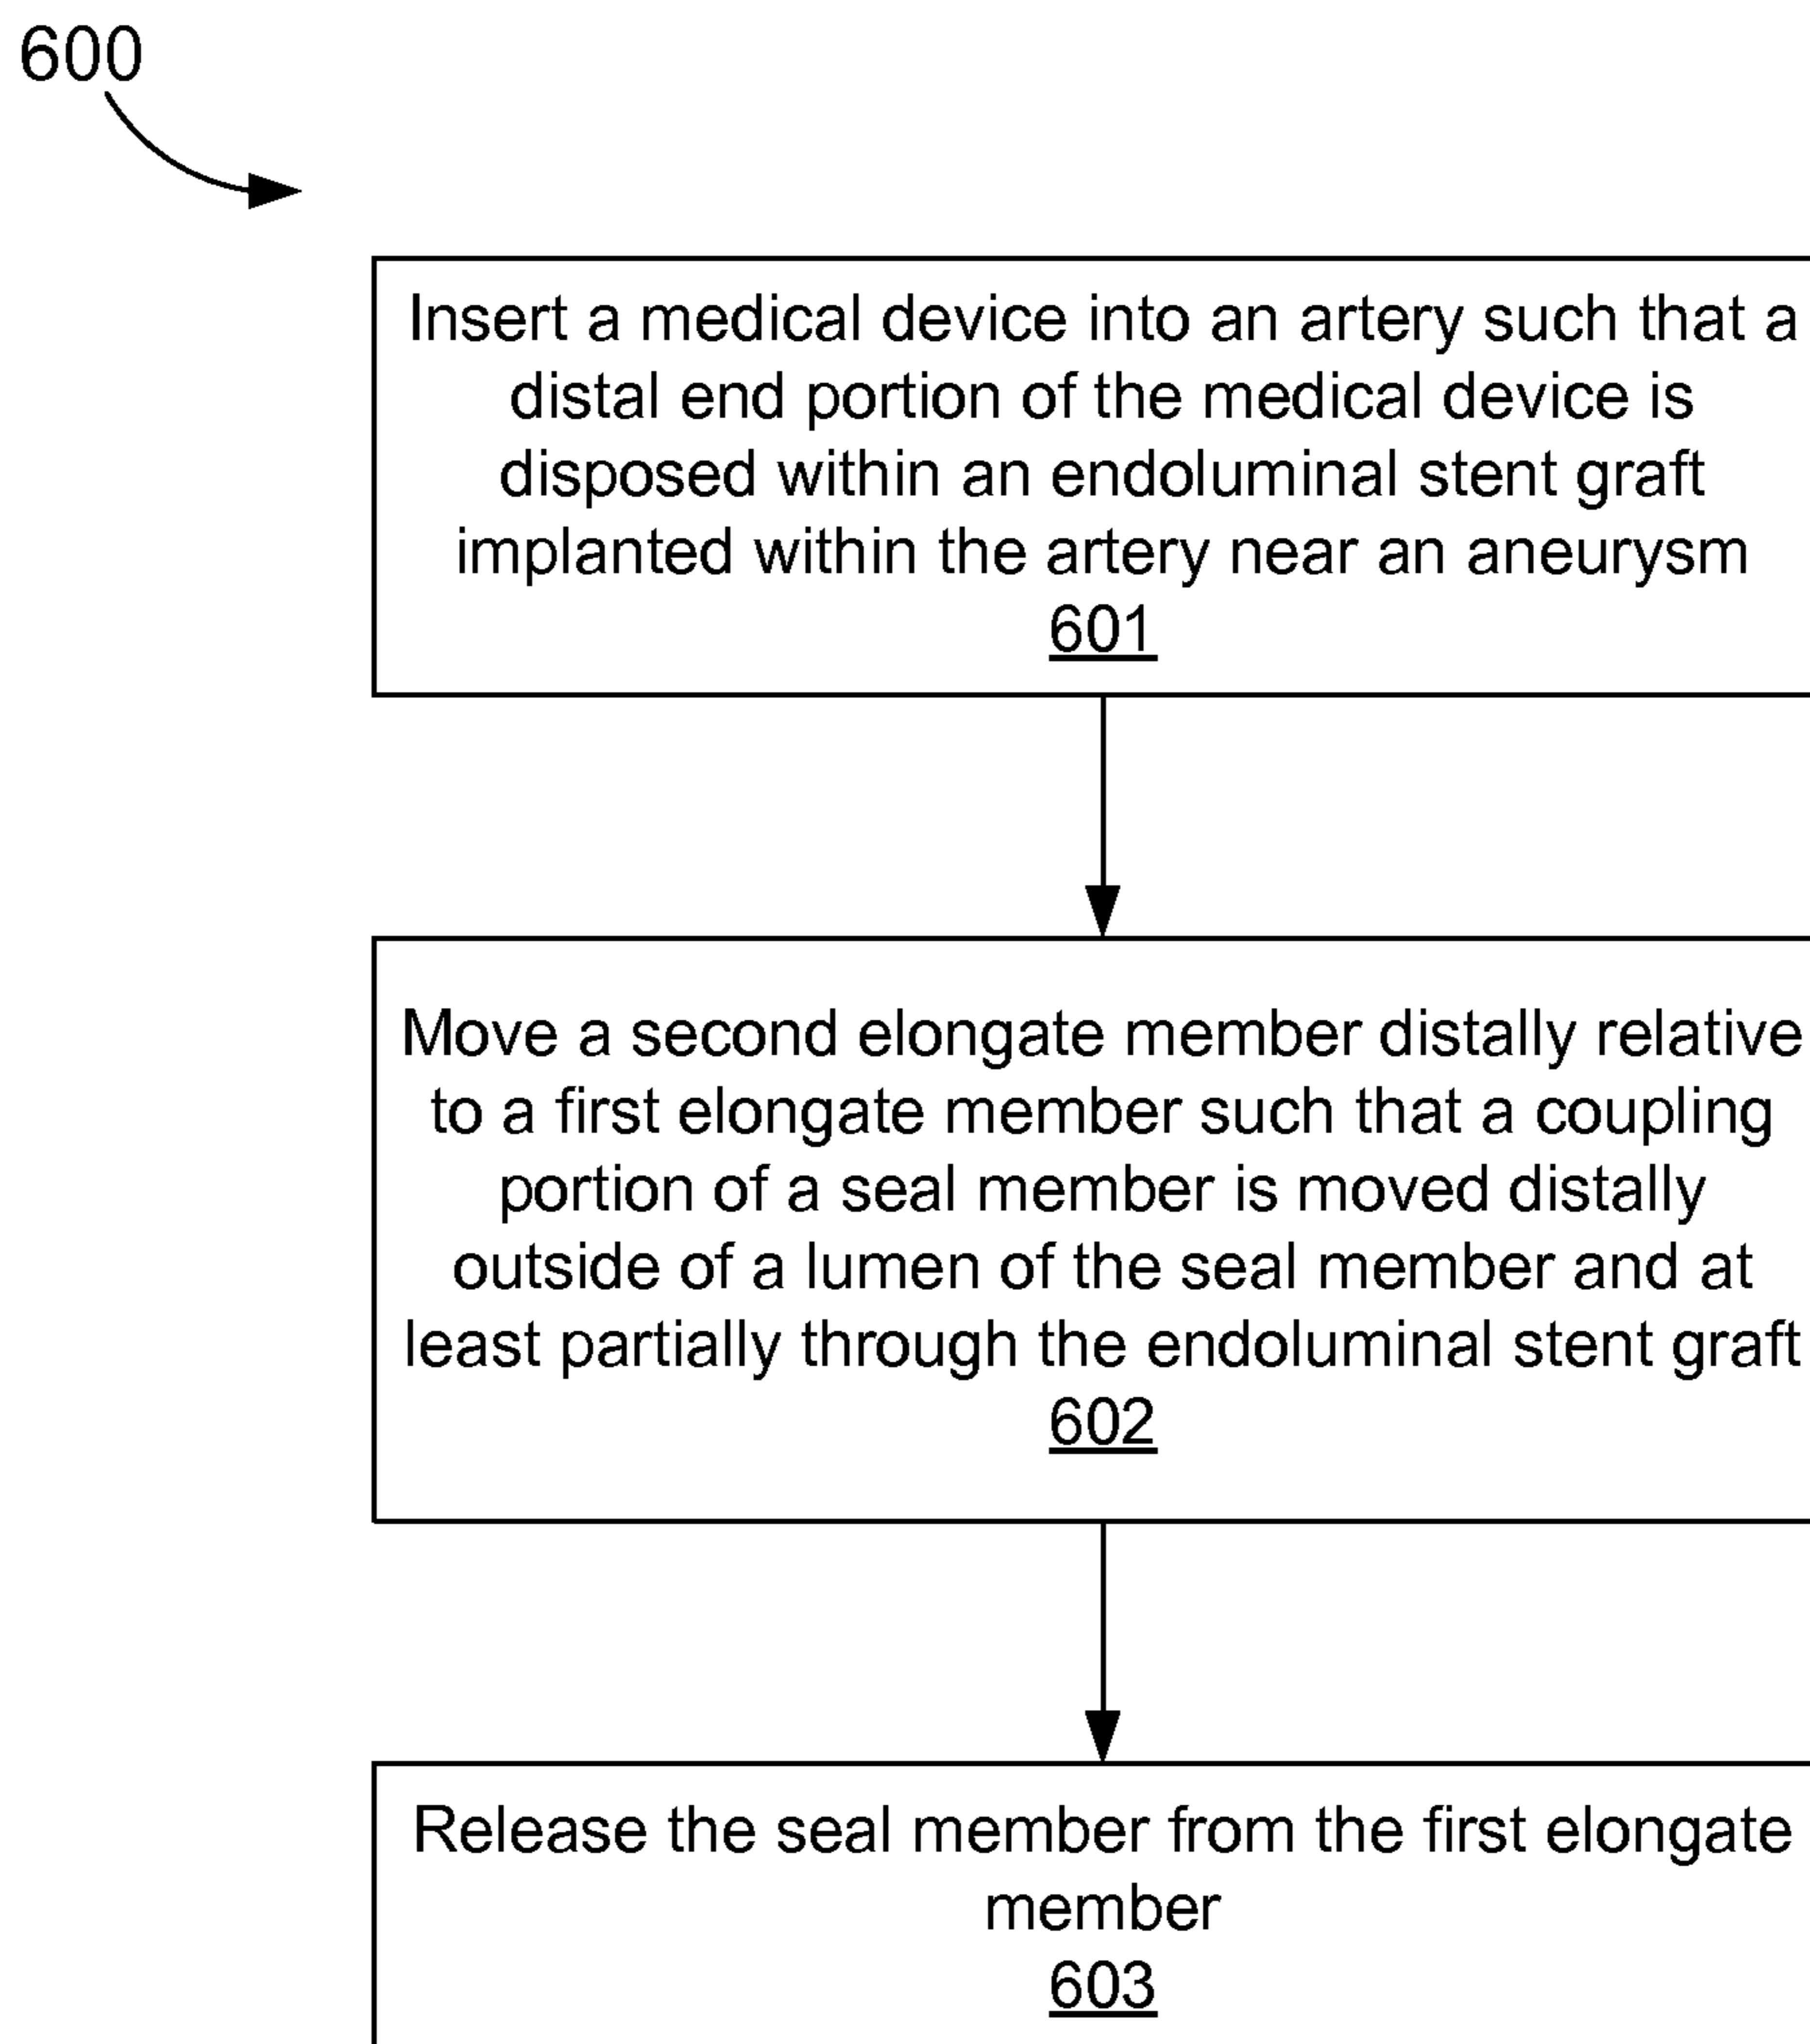 600
Insert a medical device into an artery such that a
distal end portion of the medical device is
disposed within an endoluminal stent graft
implanted within the artery near an aneurysm
601
Move a second elongate member distally relative
to a first elongate member such that a coupling
portion of a seal member is moved distally
outside of a lumen of the seal member and at
least partially through the endoluminal stent graft
602
Release the seal member from the first elongate
member
603